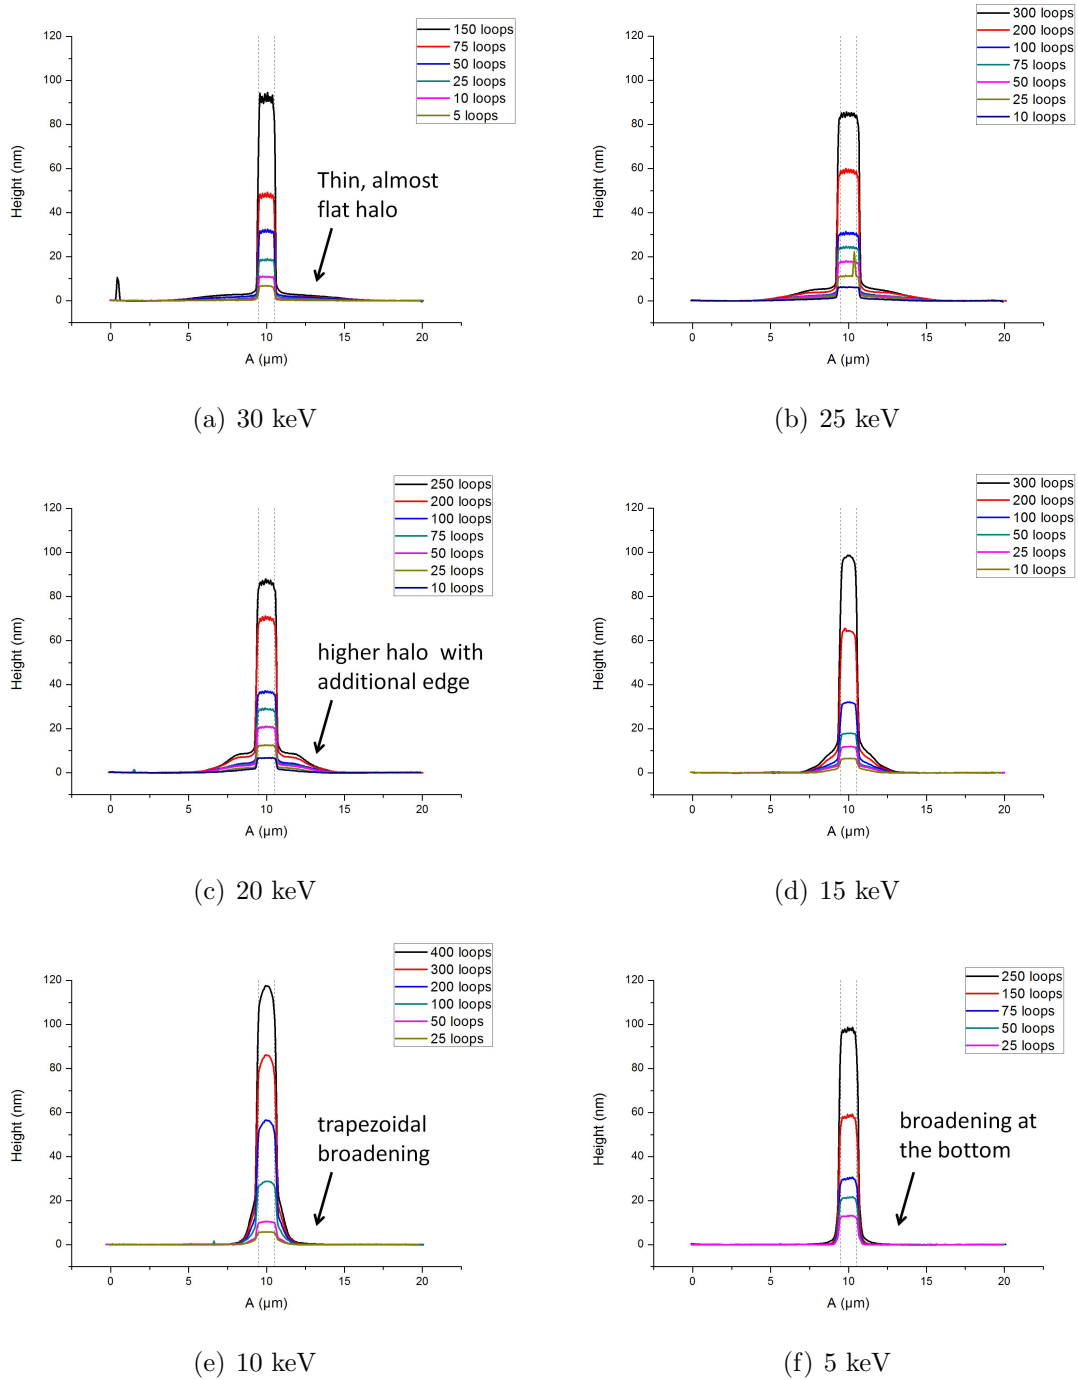 150 loops
75 loops
50 loops
25 loops
10 loops
5 loops
120
100
80
60
40
20
0
Height (nm)
Thin, almost
flat halo
0 5 10 15 20
A (µm)
(a) 30 keV
300 loops
200 loops
100 loops
75 loops
50 loops
25 loops
10 loops
120
100
80
60
40
20
0
Height (nm)
0 5 10 15 20
A (µm)
(b) 25 keV
250 loops
200 loops
100 loops
75 loops
50 loops
25 loops
10 loops
120
100
80
60
40
20
0
Height (nm)
higher halo with
additional edge
0 5 10 15 20
A (µm)
(c) 20 keV
300 loops
200 loops
100 loops
50 loops
25 loops
10 loops
120
100
80
60
40
20
0
Height (nm)
0 5 10 15 20
A (µm)
(d) 15 keV
400 loops
300 loops
200 loops
100 loops
50 loops
25 loops
120
100
80
60
40
20
0
Height (nm)
trapezoidal
broadening
0 5 10 15 20
A (µm)
(e) 10 keV
250 loops
150 loops
75 loops
50 loops
25 loops
120
100
80
60
40
20
0
Height (nm)
broadening at
the bottom
0 5 10 15 20
A (µm)
(f) 5 keV